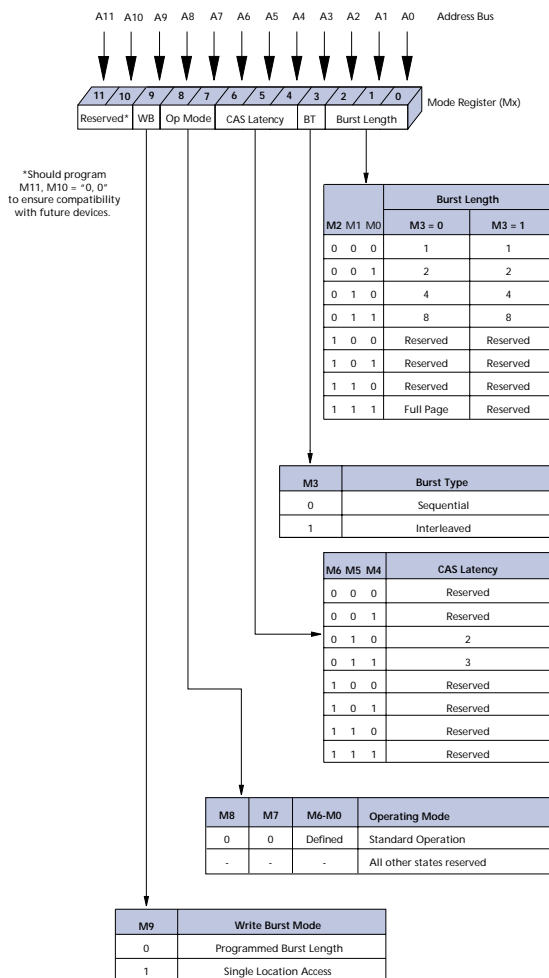 A11 A10 A9 A8 A7 A6 A5 A4 A3 A2 A1 A0 Address Bus
11 10 9 8 7 6 5 4 3 2 1 0
Mode Register (Mx)
Reserved* WB Op Mode CAS Latency BT Burst Length
*Should program
M11, M10 = "0, 0"
to ensure compatibility
with future devices.
Burst Length
M2 M1 M0 M3 = 0 M3 = 1
0 0 0 1 1
0 0 1 2 2
0 1 0 4 4
0 1 1 8 8
1 0 0 Reserved Reserved
1 0 1 Reserved Reserved
1 1 0 Reserved Reserved
1 1 1 Full Page Reserved
M3 Burst Type
0 Sequential
1 Interleaved
M6 M5 M4 CAS Latency
0 0 0 Reserved
0 0 1 Reserved
0 1 0 2
0 1 1 3
1 0 0 Reserved
1 0 1 Reserved
1 1 0 Reserved
1 1 1 Reserved
M8 M7 M6-M0 Operating Mode
0 0 Defined Standard Operation
- - - All other states reserved
M9 Write Burst Mode
0 Programmed Burst Length
1 Single Location Access